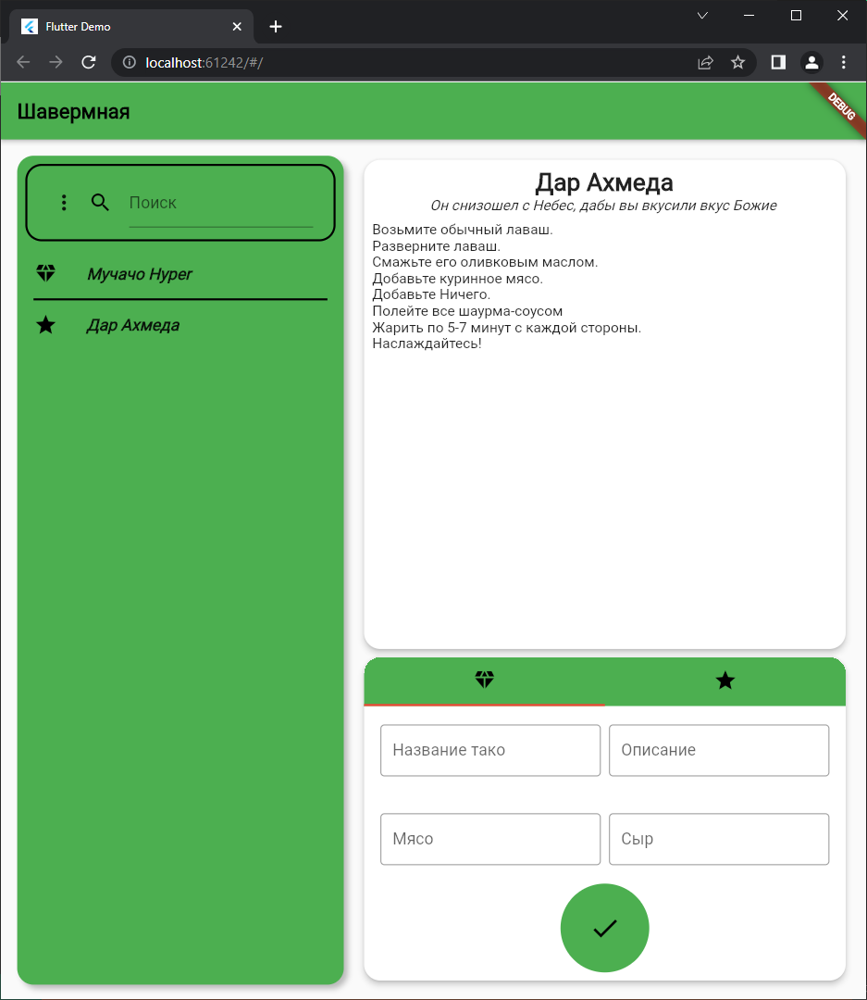 Flutter Demo
localhost:61242/#/
Шавермная
DEBUG
Поиск
Мучачо Нурег
Дар Ахмеда
Дар Ахмеда
Он снизошел с Небес, дабы вы вкусили вкус Божие
Возьмите обычный лаваш.
Разверните лаваш.
Смажьте его оливковым маслом.
Добавьте куринное мясо.
Добавьте Ничего.
Полейте все шаурма-соусом
Жарить по 5-7 минут с каждой стороны.
Наслаждайтесь!
Название тако
Описание
Мясо
Сыр